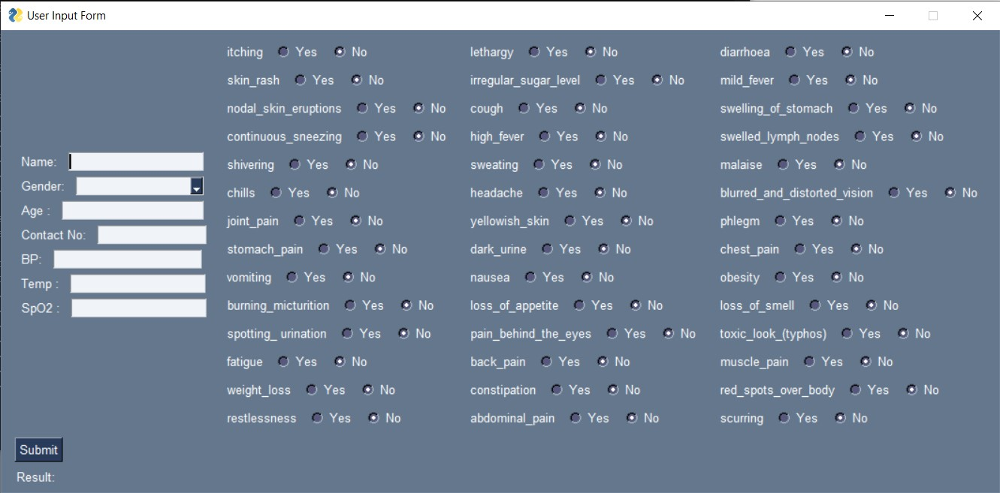 User Input Form
Name:
Gender:
Age :
Contact No:
BP:
Temp :
SpO2 :
itching Yes No
skin_rash Yes No
nodal_skin_eruptions Yes No
continuous_sneezing Yes No
shivering Yes No
chills Yes No
joint_pain Yes No
stomach_pain Yes No
vomiting Yes No
burning_micturition Yes No
spotting_ urination Yes No
fatigue Yes No
weight_loss Yes No
restlessness Yes No
lethargy Yes No
irregular_sugar_level Yes No
cough Yes No
high_fever Yes No
sweating Yes No
headache Yes No
yellowish_skin Yes No
dark_urine Yes No
nausea Yes No
loss_of_appetite Yes No
pain_behind_the_eyes Yes No
back_pain Yes No
constipation Yes No
abdominal_pain Yes No
diarrhoea Yes No
mild_fever Yes No
swelling_of_stomach Yes No
swelled_lymph_nodes Yes No
malaise Yes No
blurred_and_distorted_vision Yes No
phlegm Yes No
chest_pain Yes No
obesity Yes No
loss_of_smell Yes No
toxic_look_(typhos) Yes No
muscle_pain Yes No
red_spots_over_body Yes No
scurring Yes No
Submit
Result: